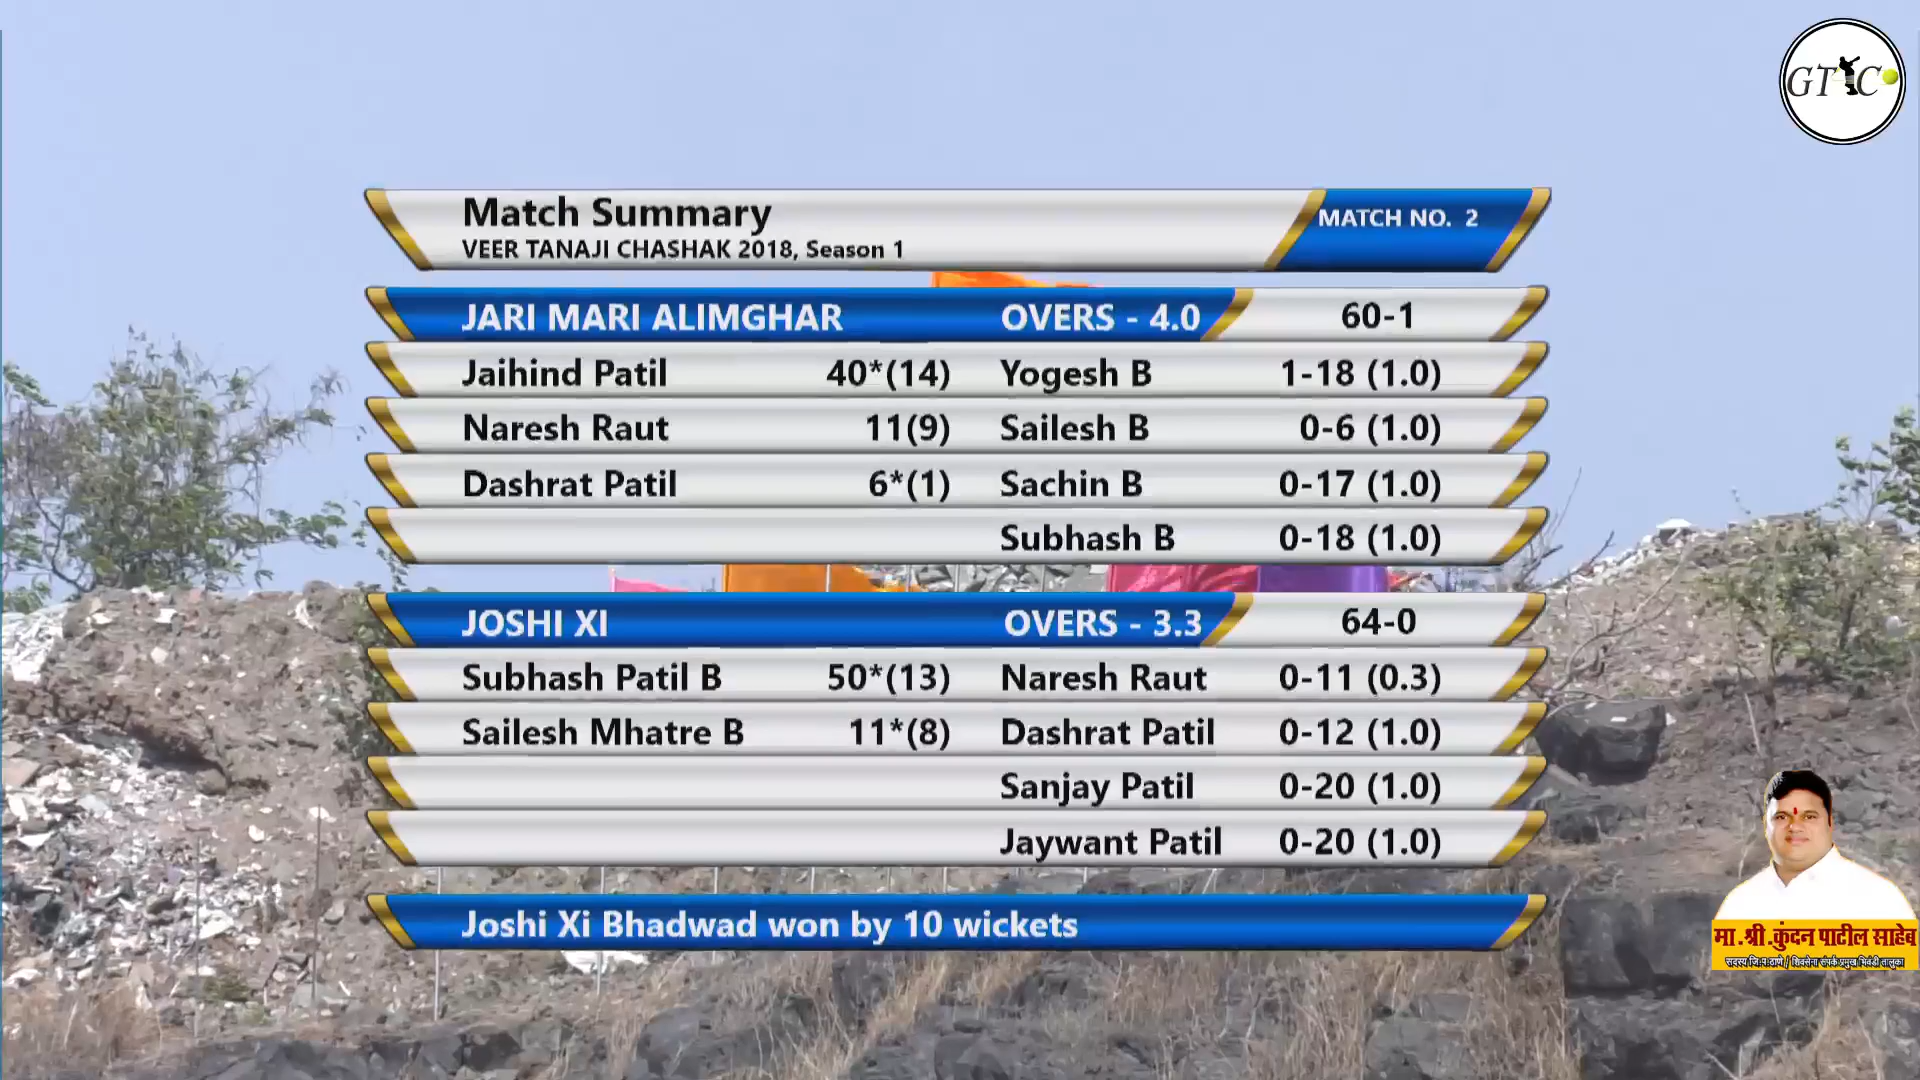 GTCC
Match Summary
MATCH NO. 2
VEER TANAJI CHASHAK 2018, Season 1
JARI MARI ALIMGHAR OVERS - 4.0 60-1
Jaihind Patil 40*(14) Yogesh B 1-18 (1.0)
Naresh Raut 11(9) Sailesh B 0-6 (1.0)
Dashrat Patil 6*(1) Sachin B 0-17 (1.0)
Subhash B 0-18 (1.0)
JOSHI XI OVERS - 3.3 64-0
Subhash Patil B 50*(13) Naresh Raut 0-11 (0.3)
Sailesh Mhatre B 11*(8) Dashrat Patil 0-12 (1.0)
Sanjay Patil 0-20 (1.0)
Jaywant Patil 0-20 (1.0)
Joshi Xi Bhadwad won by 10 wickets
मा.श्री.कुंदन पाटील साहेब
सदस्य जि.प.ठाणे / शिवसेना संपर्क प्रमुख भिवंडी तालुका